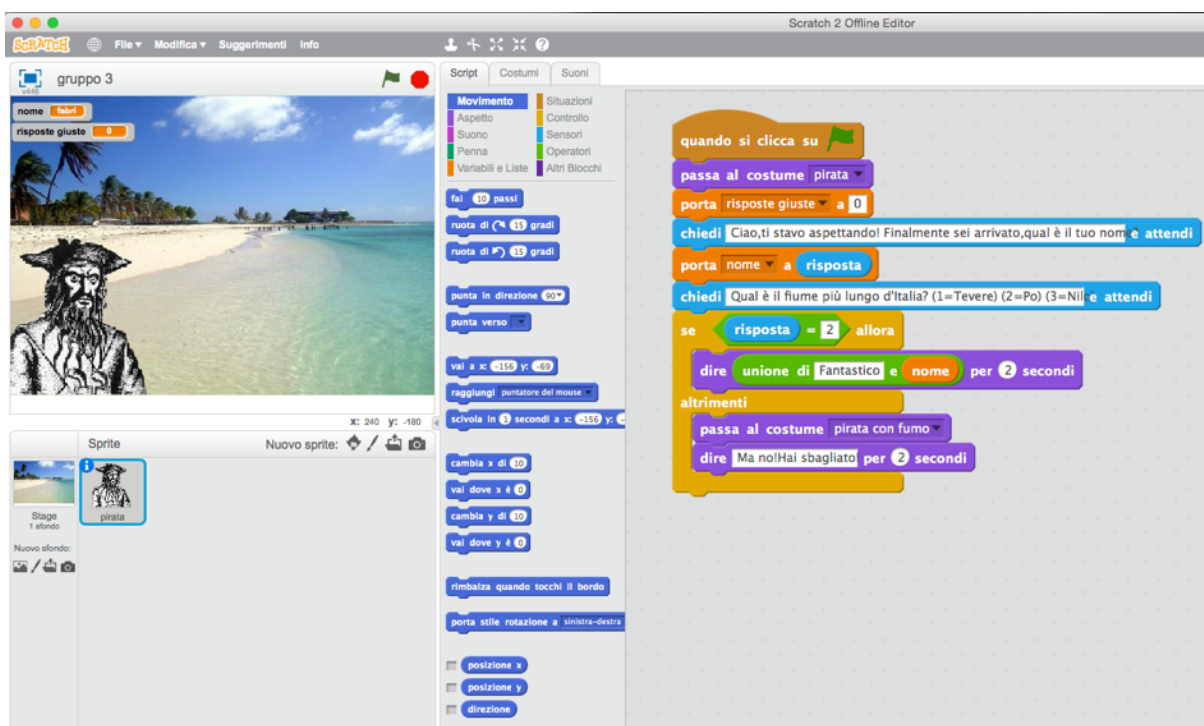 Scratch 2 Offline Editor
SCRATCH File Modifica Suggerimenti Info
gruppo 3
v446
nome fabri
risposte giuste 0
X: 240 y: -180
Sprite Nuovo sprite:
Stage
1 sfondo
Nuovo sfondo:
pirata
Script Costumi Suoni
Movimento Situazioni
Aspetto Controllo
Suono Sensori
Penna Operatori
Variabili e Liste Altri Blocchi
fai 10 passi
ruota di 15 gradi
ruota di 15 gradi
punta in direzione 90
punta verso
vai a x: -156 y: -69
raggiungi puntatore del mouse
scivola in 1 secondi a x: -156 y:
cambia x di 10
vai dove x è 0
cambia y di 10
vai dove y è 0
rimbalza quando tocchi il bordo
porta stile rotazione a sinistra-destra
posizione x
posizione y
direzione
quando si clicca su
passa al costume pirata
porta risposte giuste a 0
chiedi Ciao,ti stavo aspettando! Finalmente sei arrivato,qual è il tuo nome e attendi
porta nome a risposta
chiedi Qual è il fiume più lungo d'Italia? (1=Tevere) (2=Po) (3=Nil e attendi
se risposta = 2 allora
dire unione di Fantastico e nome per 2 secondi
altrimenti
passa al costume pirata con fumo
dire Ma no!Hai sbagliato per 2 secondi